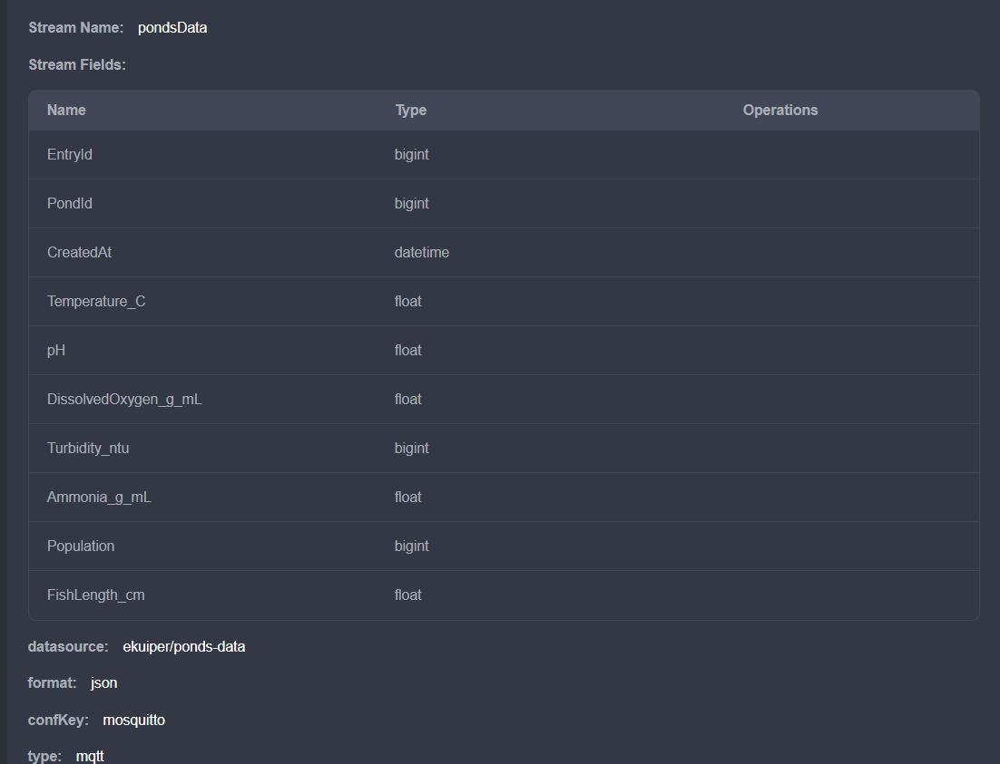 Stream Name: pondsData
Stream Fields:
Name Type Operations
EntryId bigint
PondId bigint
CreatedAt datetime
Temperature_C float
pH float
DissolvedOxygen_g_mL float
Turbidity_ntu bigint
Ammonia_g_mL float
Population bigint
FishLength_cm float
datasource: ekuiper/ponds-data
format: json
confKey: mosquitto
type: mqtt